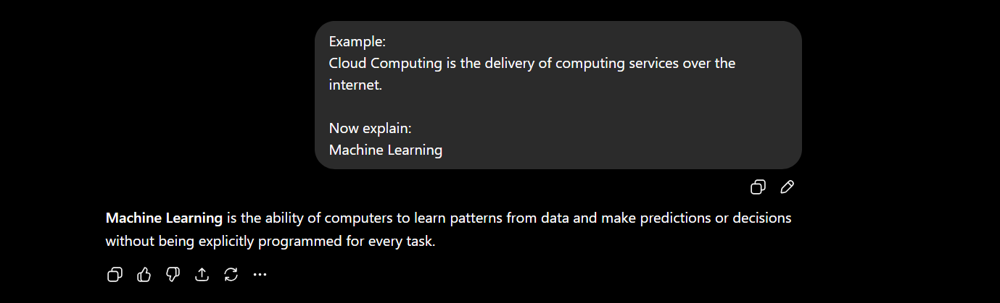 Example:
Cloud Computing is the delivery of computing services over the
internet.
Now explain:
Machine Learning
Machine Learning is the ability of computers to learn patterns from data and make predictions or decisions
without being explicitly programmed for every task.